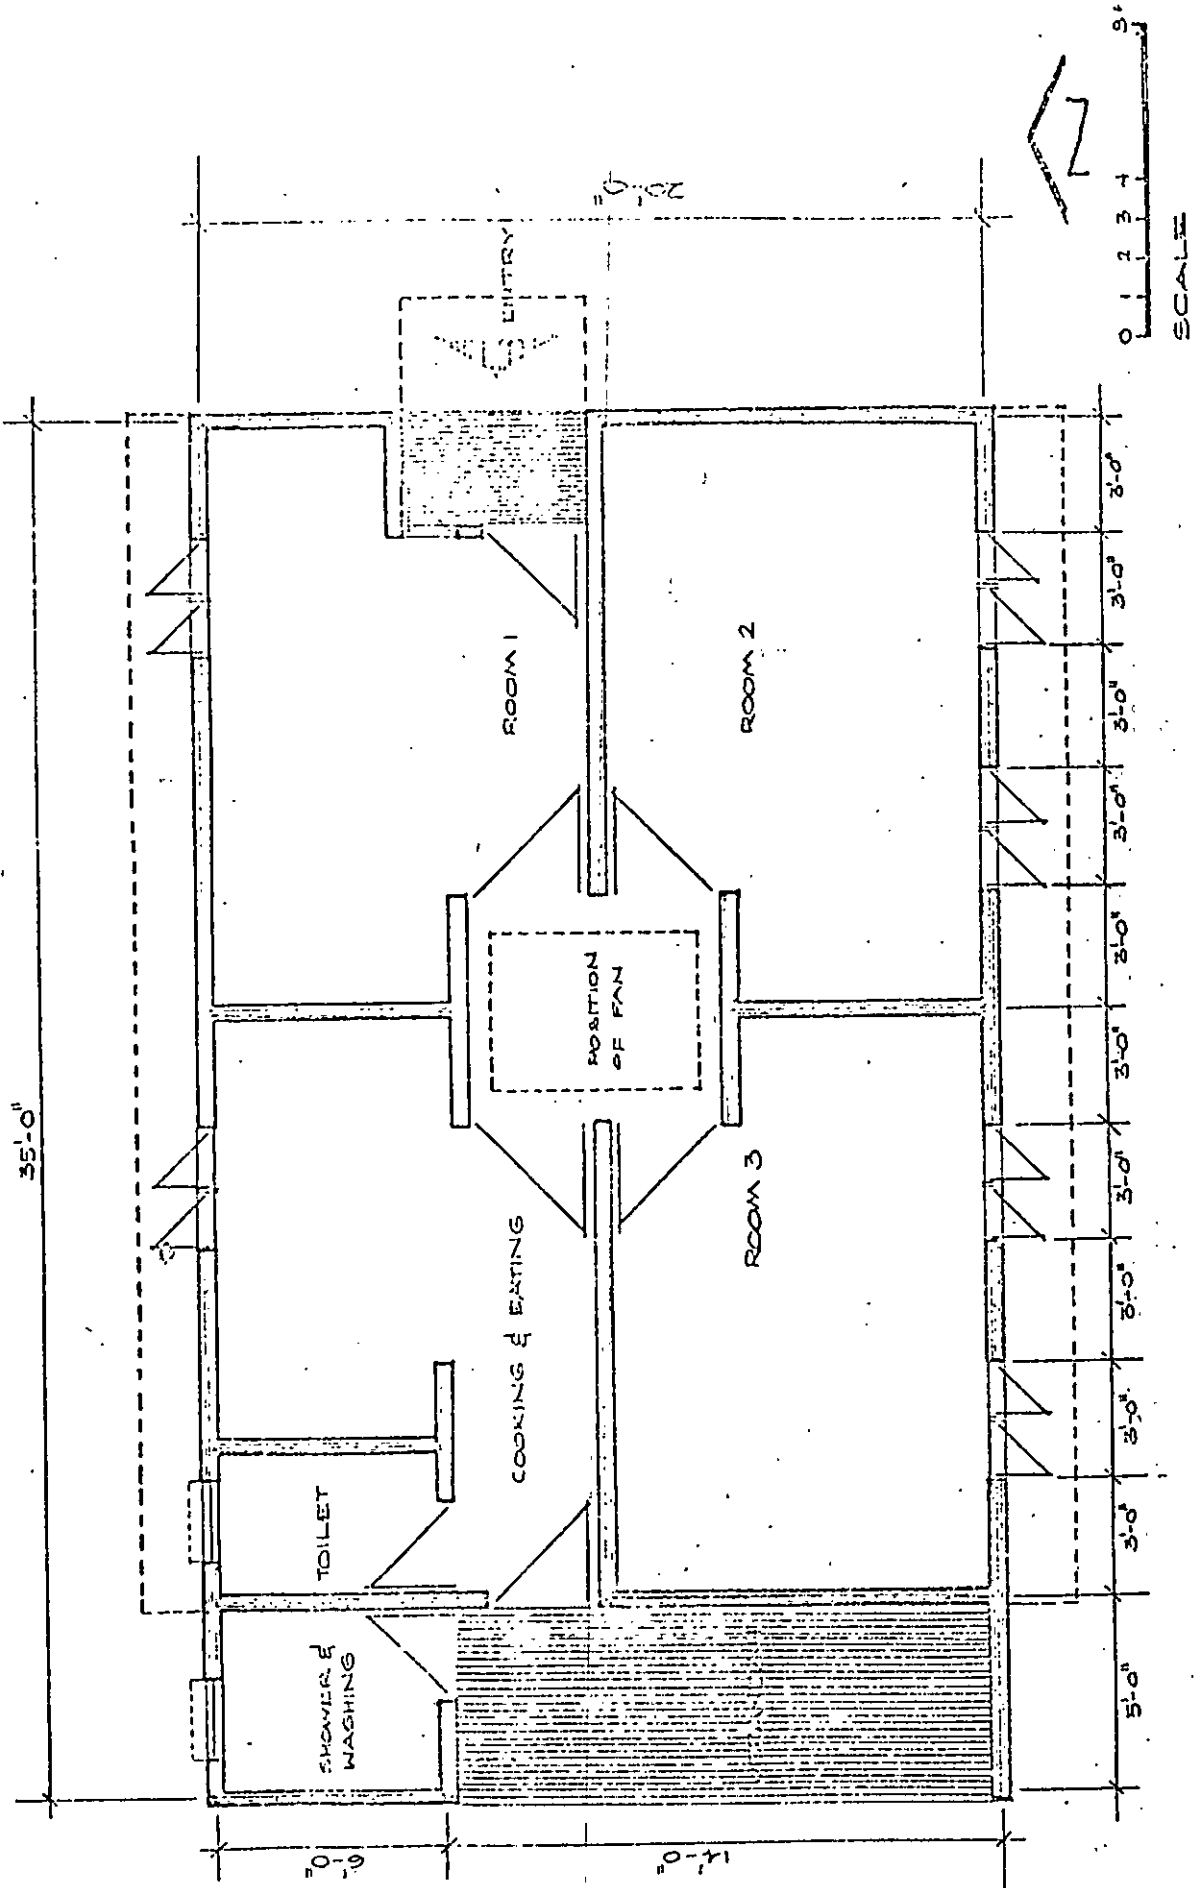 35'-0"
SHOWER &
WASHING
TOILET
COOKING & EATING
ROOM 1
ENTRY
POSITION
OF FAN
ROOM 3
ROOM 2
6'-0"
14'-0"
20'-0"
5'-0"
3'-0"
3'-0"
3'-0"
3'-0"
3'-0"
3'-0"
3'-0"
3'-0"
3'-0"
3'-0"
N
0 1 2 3 4
SCALE